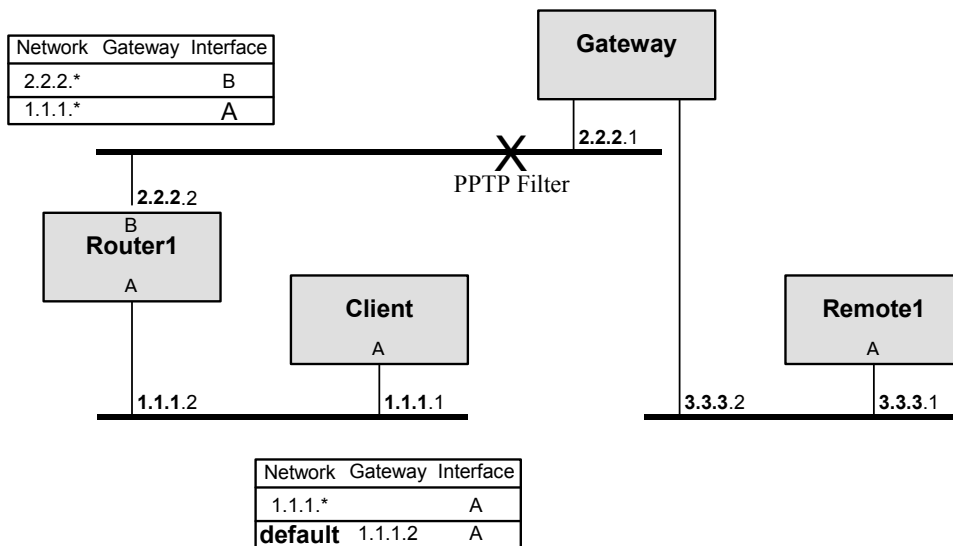 Gateway
Network Gateway Interface
2.2.2.* B
1.1.1.* A
2.2.2.1
X
PPTP Filter
2.2.2.2
B
Router1
A
Client
A
Remote1
A
1.1.1.2
1.1.1.1
3.3.3.2
3.3.3.1
Network Gateway Interface
1.1.1.* A
default 1.1.1.2 A